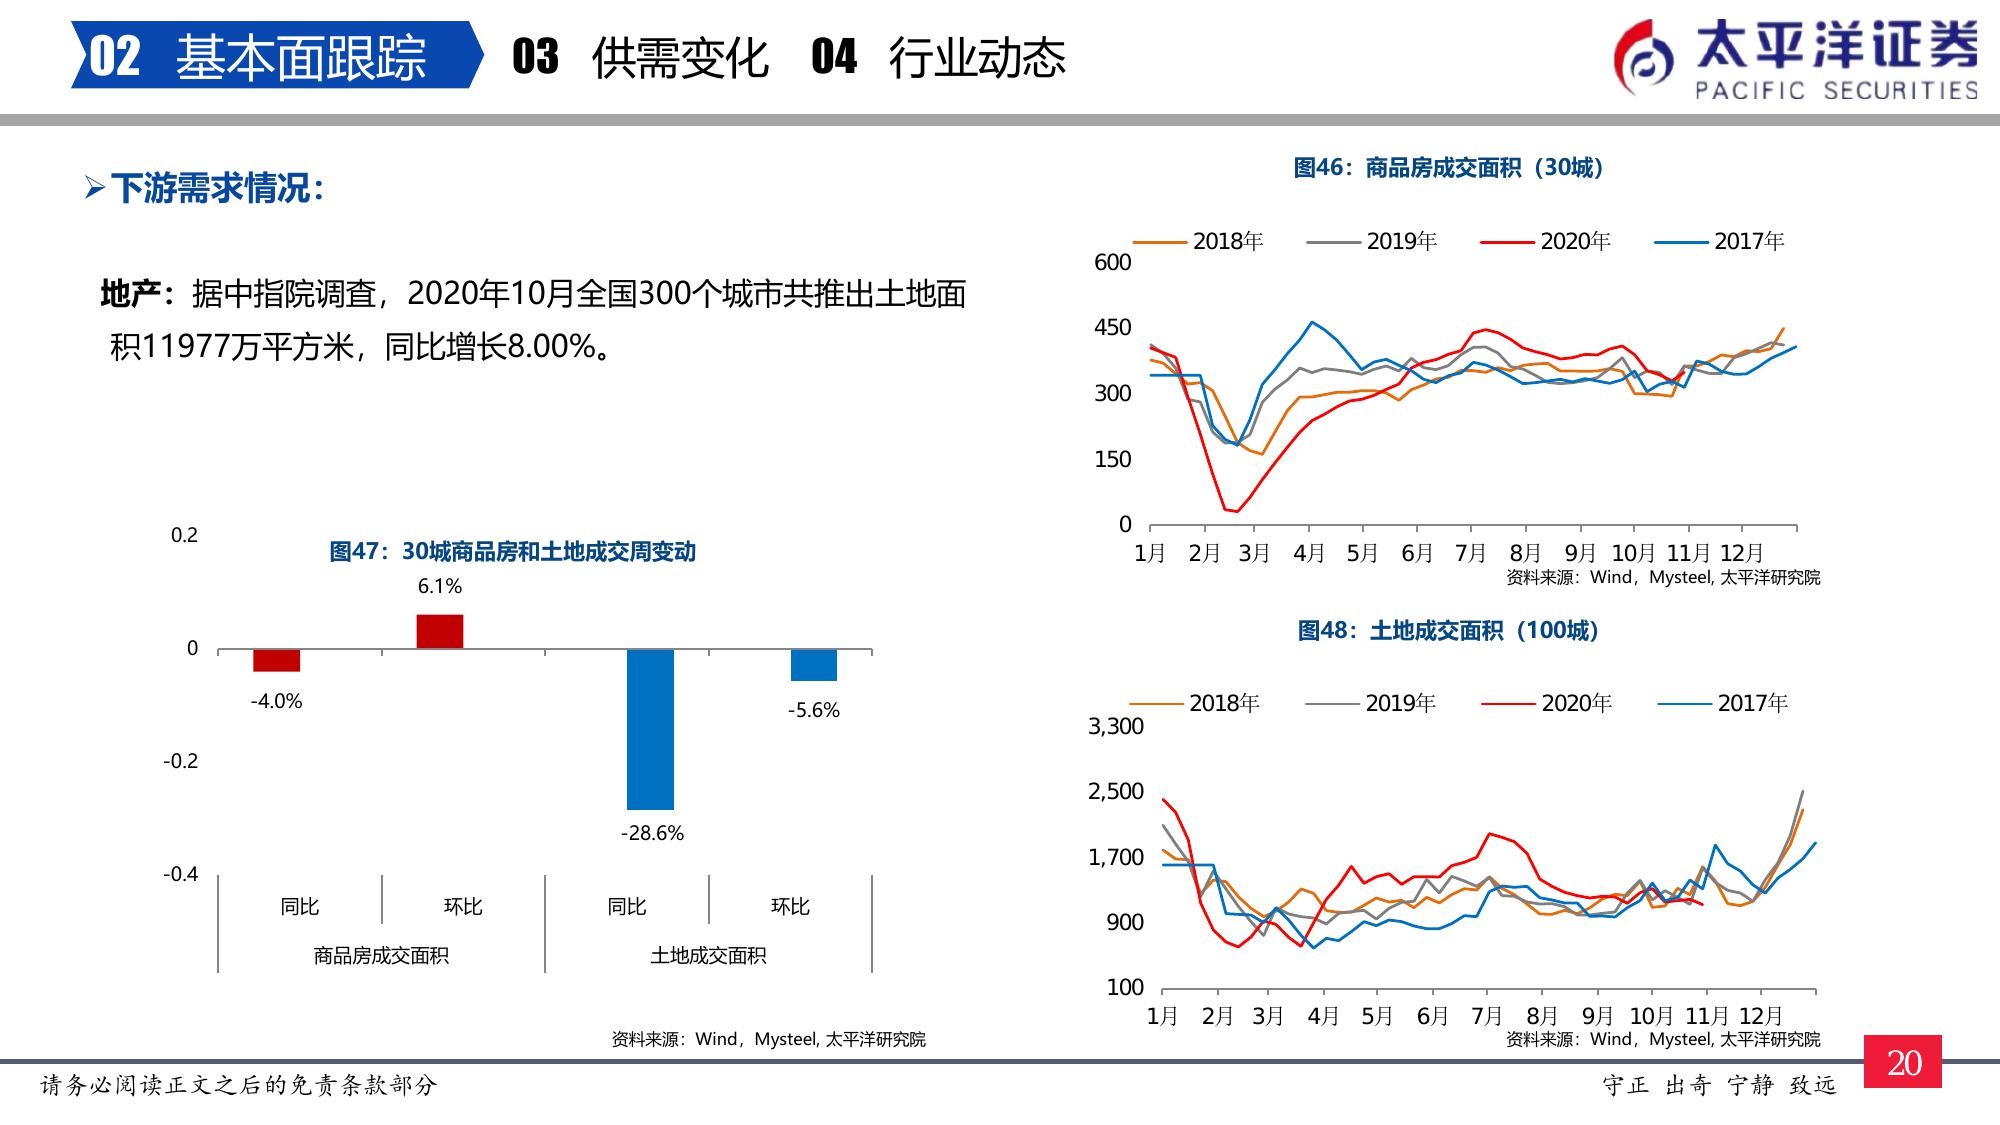 02 基本面跟踪 03 供需变化 04 行业动态
太平洋证券
PACIFIC SECURITIES
下游需求情况：
地产：据中指院调查，2020年10月全国300个城市共推出土地面
积11977万平方米，同比增长8.00%。
图47：30城商品房和土地成交周变动
0.2
0
-0.2
-0.4
-4.0%
6.1%
-28.6%
-5.6%
同比 环比 同比 环比
商品房成交面积 土地成交面积
资料来源：Wind，Mysteel, 太平洋研究院
图46：商品房成交面积（30城）
2018年 2019年 2020年 2017年
600
450
300
150
0
1月 2月 3月 4月 5月 6月 7月 8月 9月 10月 11月 12月
资料来源：Wind，Mysteel, 太平洋研究院
图48：土地成交面积（100城）
2018年 2019年 2020年 2017年
3,300
2,500
1,700
900
100
1月 2月 3月 4月 5月 6月 7月 8月 9月 10月 11月 12月
资料来源：Wind，Mysteel, 太平洋研究院
请务必阅读正文之后的免责条款部分
守正 出奇 宁静 致远
20